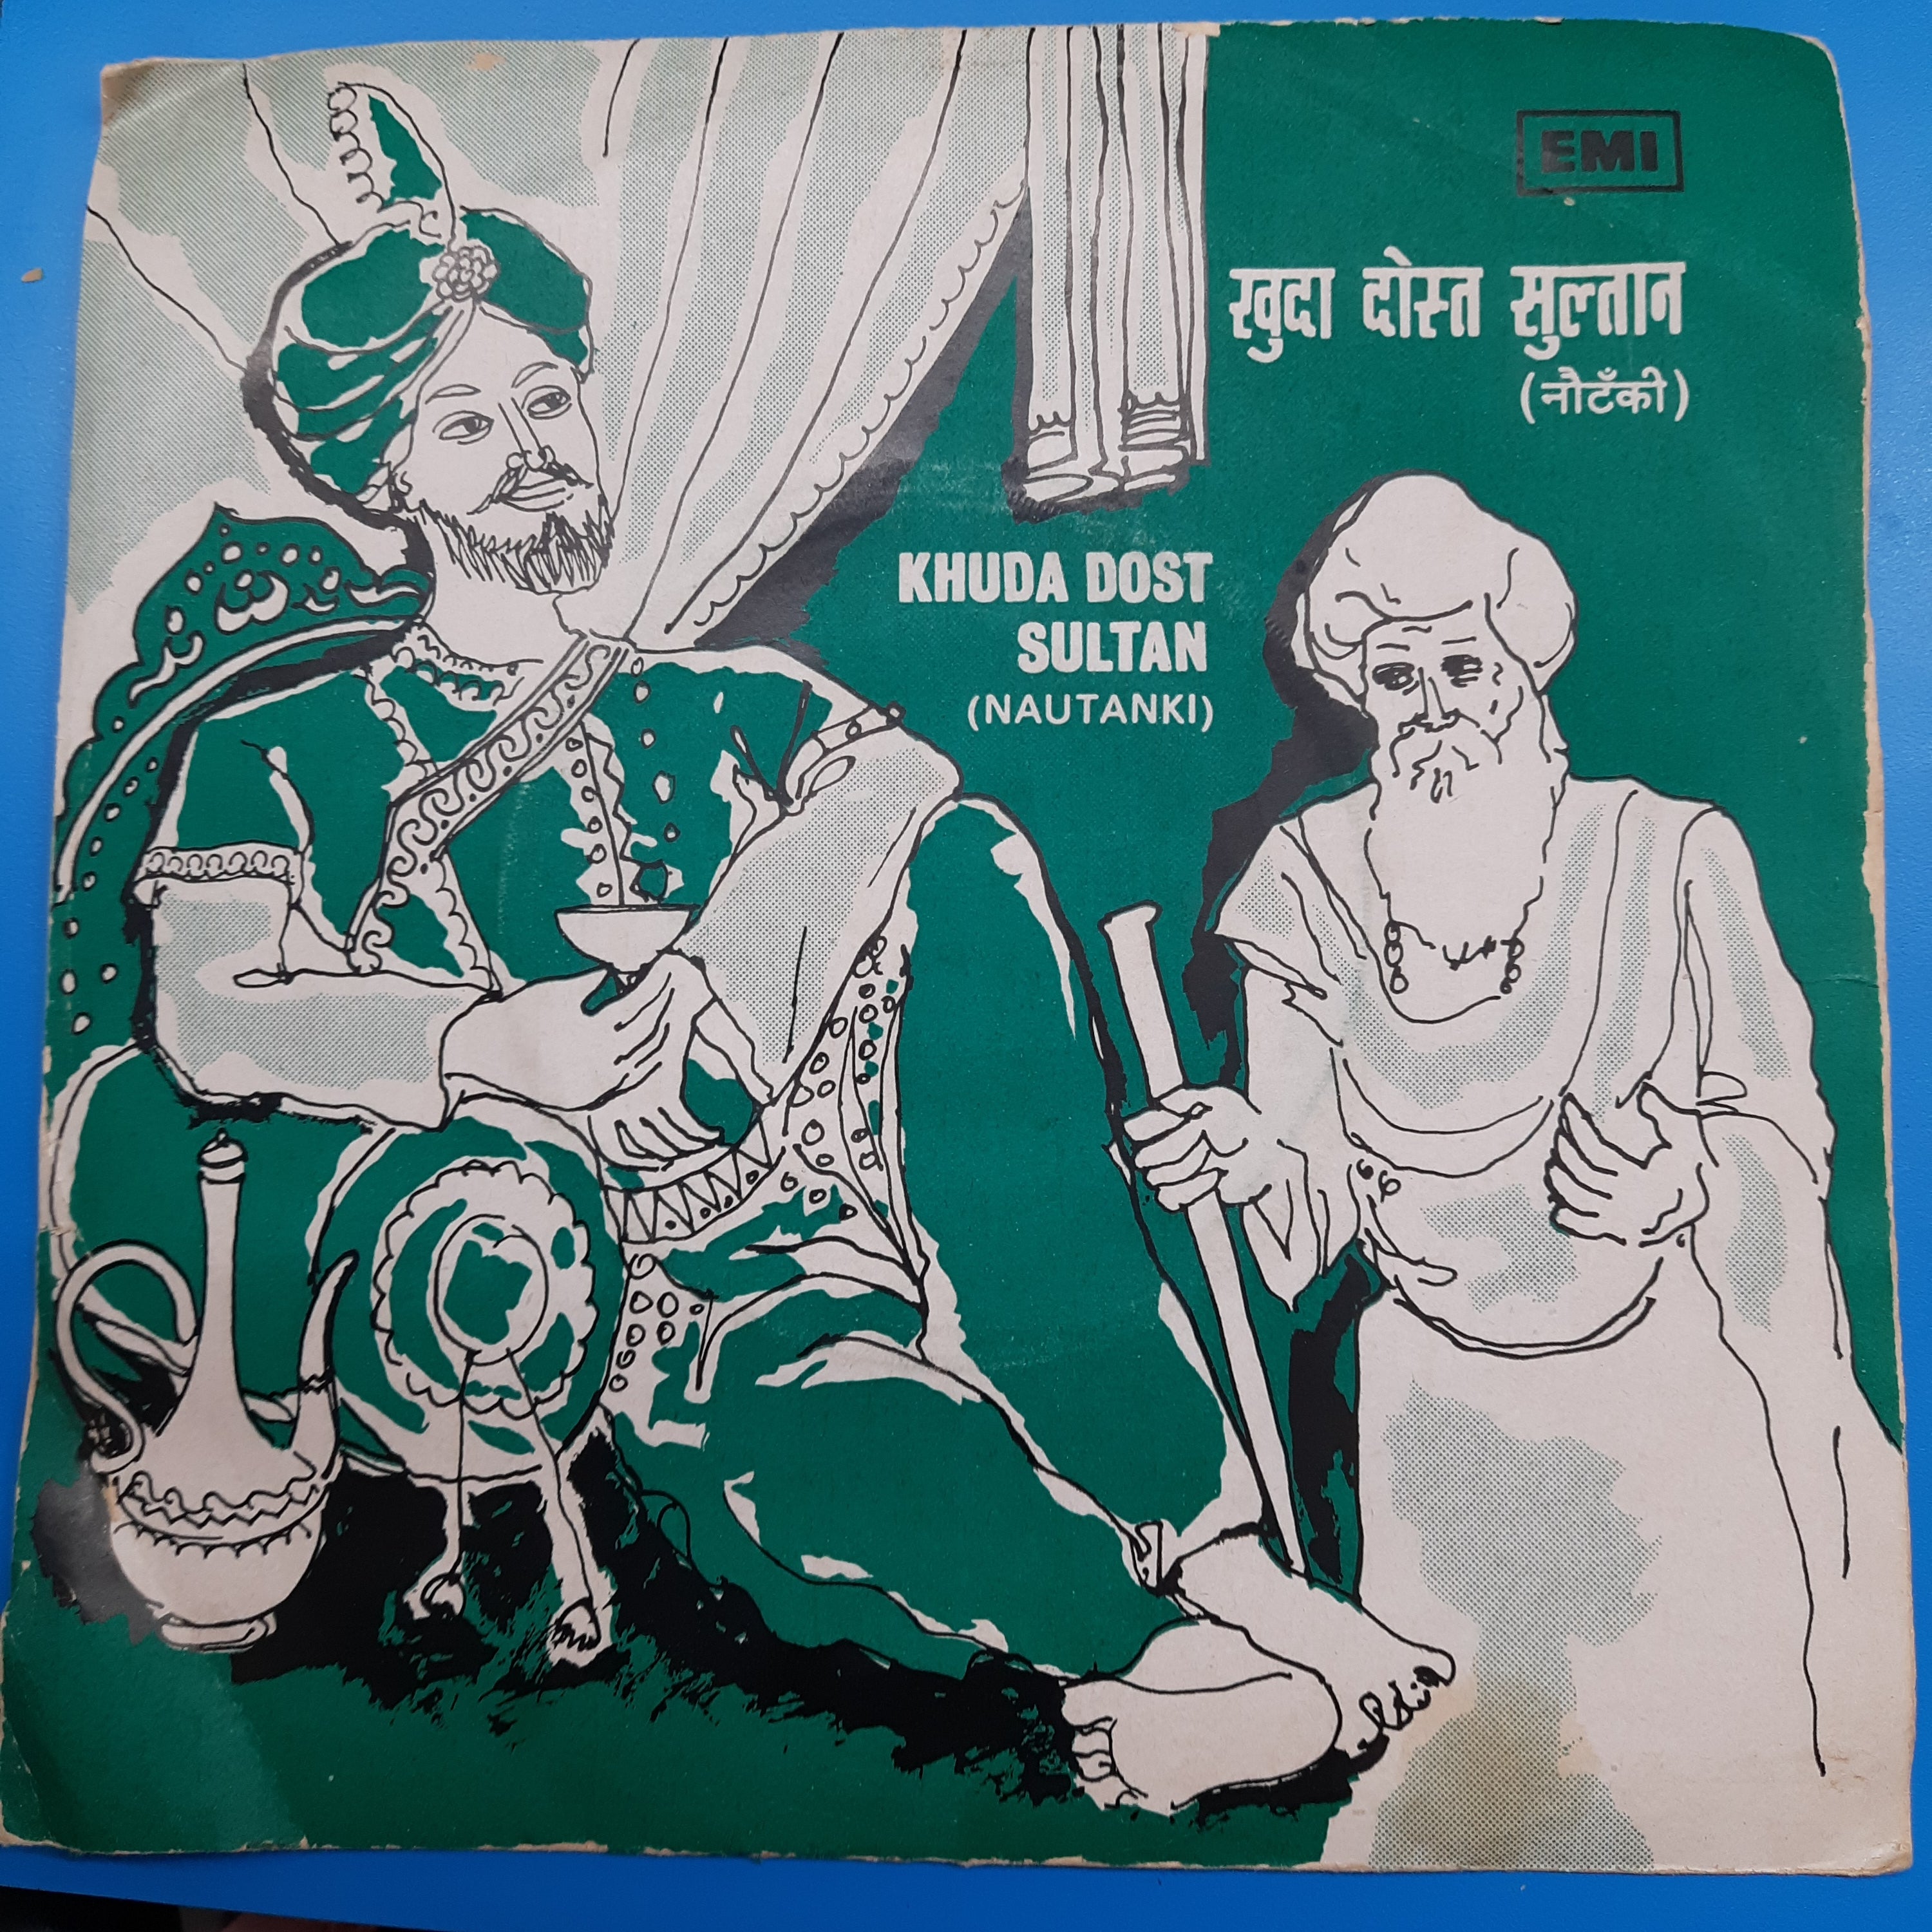 EMI
खुदा दोस्त सुल्तान
(नौटँकी)
KHUDA DOST
SULTAN
(NAUTANKI)